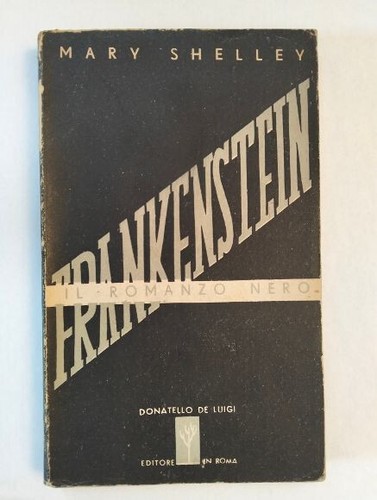 MARY SHELLEY
FRANKENSTEIN
IL ROMANZO NERO
DONATELLO DE LUIGI
EDITORE IN ROMA